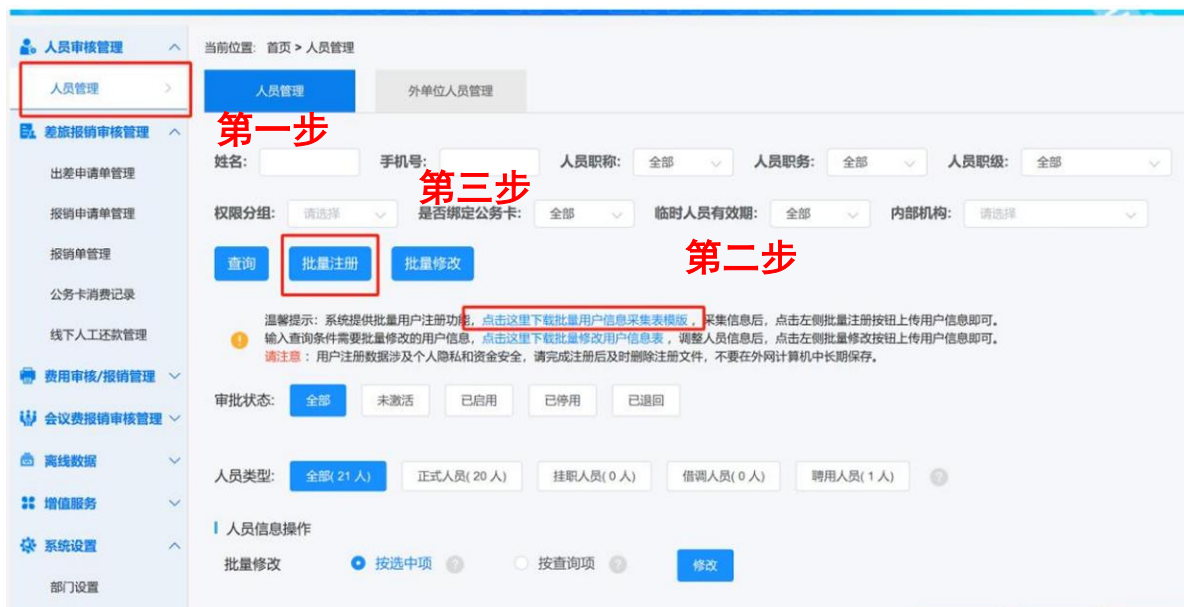 人员审核管理
人员管理
差旅报销审核管理
出差申请单管理
报销申请单管理
报销单管理
公务卡消费记录
线下人工还款管理
费用审核/报销管理
会议费报销审核管理
离线数据
增值服务
系统设置
部门设置
当前位置: 首页 > 人员管理
人员管理 外单位人员管理
第一步
姓名: 手机号: 人员职称: 全部 人员职务: 全部 人员职级: 全部
第三步
权限分组: 请选择 是否绑定公务卡: 全部 临时人员有效期: 全部 内部机构: 请选择
第二步
查询 批量注册 批量修改
温馨提示：系统提供批量用户注册功能，点击这里下载批量用户信息采集表模版，采集信息后，点击左侧批量注册按钮上传用户信息即可。
输入查询条件需要批量修改的用户信息，点击这里下载批量修改用户信息表，调整人员信息后，点击左侧批量修改按钮上传用户信息即可。
请注意：用户注册数据涉及个人隐私和资金安全，请完成注册后及时删除注册文件，不要在外网计算机中长期保存。
审批状态: 全部 未激活 已启用 已停用 已退回
人员类型: 全部( 21 人) 正式人员( 20 人) 挂职人员( 0 人) 借调人员( 0 人) 聘用人员( 1 人) ?
人员信息操作
批量修改 按选中项 ? 按查询项 ? 修改